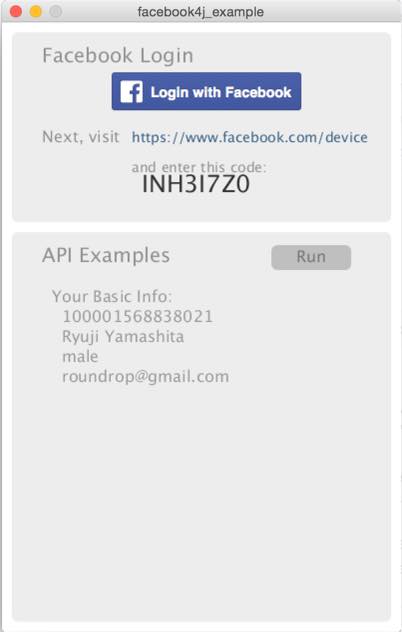 facebook4j_example
Facebook Login
Login with Facebook
Next, visit https://www.facebook.com/device
and enter this code:
INH3I7Z0
API Examples
Run
Your Basic Info:
100001568838021
Ryuji Yamashita
male
roundrop@gmail.com